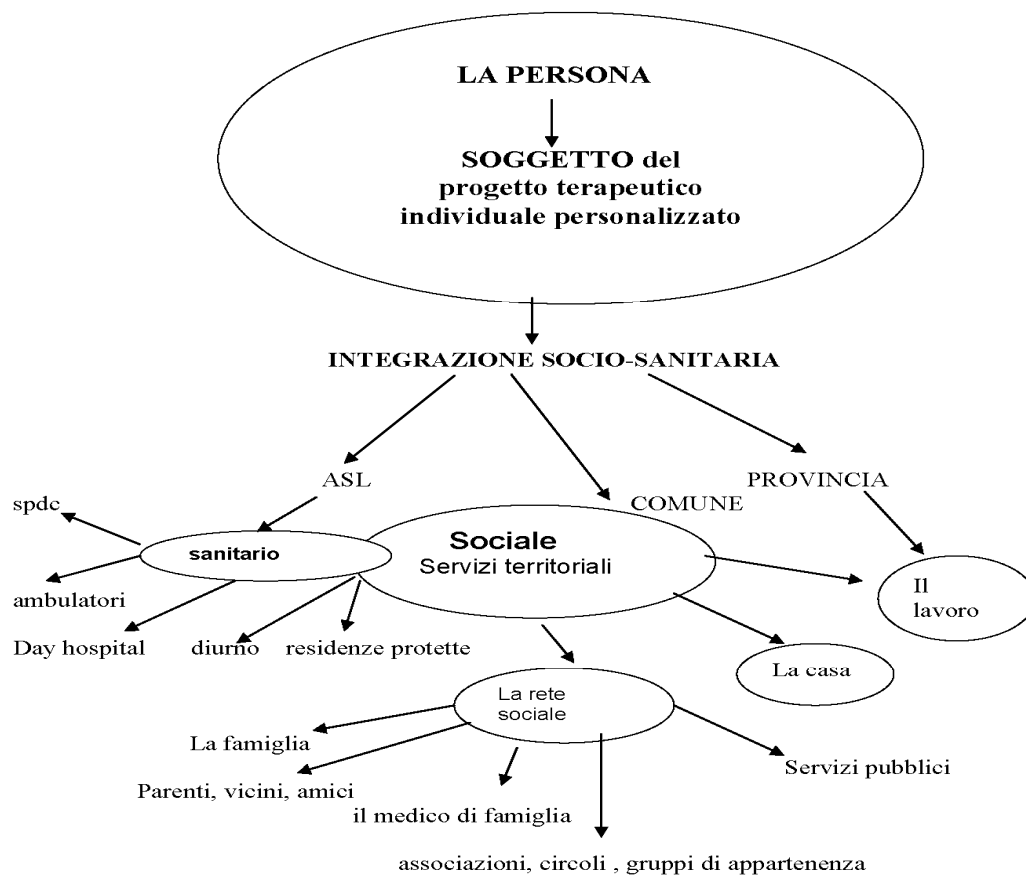 LA PERSONA
SOGGETTO del
progetto terapeutico
individuale personalizzato
INTEGRAZIONE SOCIO-SANITARIA
ASL
PROVINCIA
COMUNE
spdc
sanitario
Sociale
Servizi territoriali
Il
lavoro
ambulatori
Day hospital
diurno
residenze protette
La casa
La rete
sociale
La famiglia
Servizi pubblici
Parenti, vicini, amici
il medico di famiglia
associazioni, circoli , gruppi di appartenenza